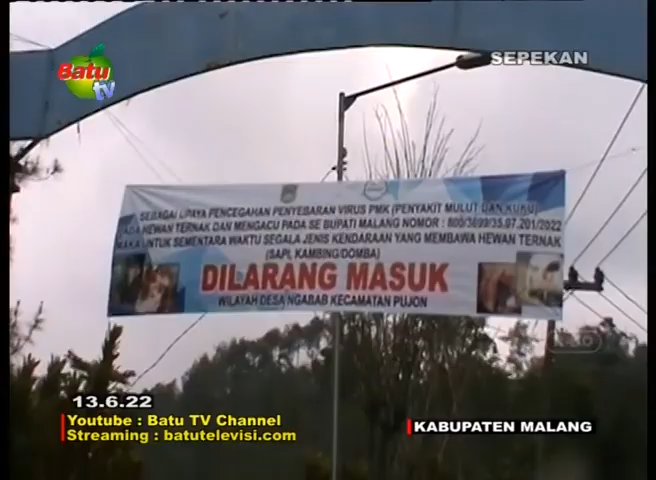 Batu tv
SEPEKAN
SEBAGAI UPAYA PENCEGAHAN PENYEBARAN VIRUS PMK (PENYAKIT MULUT DAN KUKU)
PADA HEWAN TERNAK DAN MENGACU PADA SE BUPATI MALANG NOMOR : 800/3699/35.07.201/2022
MAKA UNTUK SEMENTARA WAKTU SEGALA JENIS KENDARAAN YANG MEMBAWA HEWAN TERNAK
(SAPI, KAMBING/DOMBA)
DILARANG MASUK
WILAYAH DESA NGABAB KECAMATAN PUJON
13.6.22
Youtube : Batu TV Channel
Streaming : batutelevisi.com
KABUPATEN MALANG